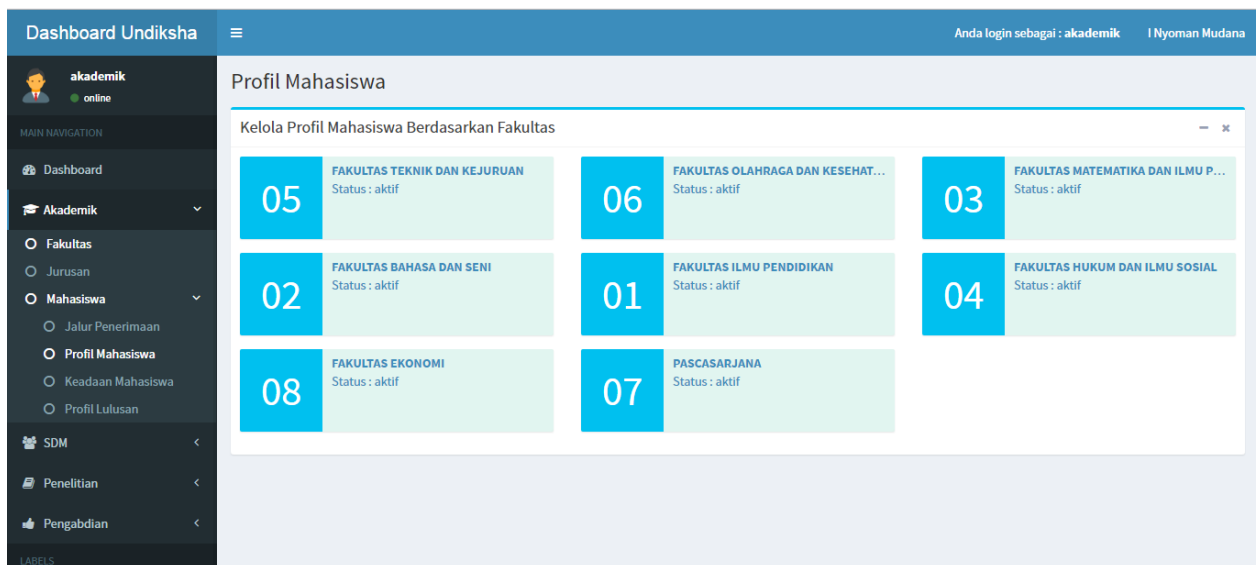 Dashboard Undiksha
Anda login sebagai : akademik I Nyoman Mudana
akademik
online
MAIN NAVIGATION
Dashboard
Akademik
Fakultas
Jurusan
Mahasiswa
Jalur Penerimaan
Profil Mahasiswa
Keadaan Mahasiswa
Profil Lulusan
SDM
Penelitian
Pengabdian
LABELS
Profil Mahasiswa
Kelola Profil Mahasiswa Berdasarkan Fakultas
05
FAKULTAS TEKNIK DAN KEJURUAN
Status : aktif
06
FAKULTAS OLAHRAGA DAN KESEHAT...
Status : aktif
03
FAKULTAS MATEMATIKA DAN ILMU P...
Status : aktif
02
FAKULTAS BAHASA DAN SENI
Status : aktif
01
FAKULTAS ILMU PENDIDIKAN
Status : aktif
04
FAKULTAS HUKUM DAN ILMU SOSIAL
Status : aktif
08
FAKULTAS EKONOMI
Status : aktif
07
PASCASARJANA
Status : aktif